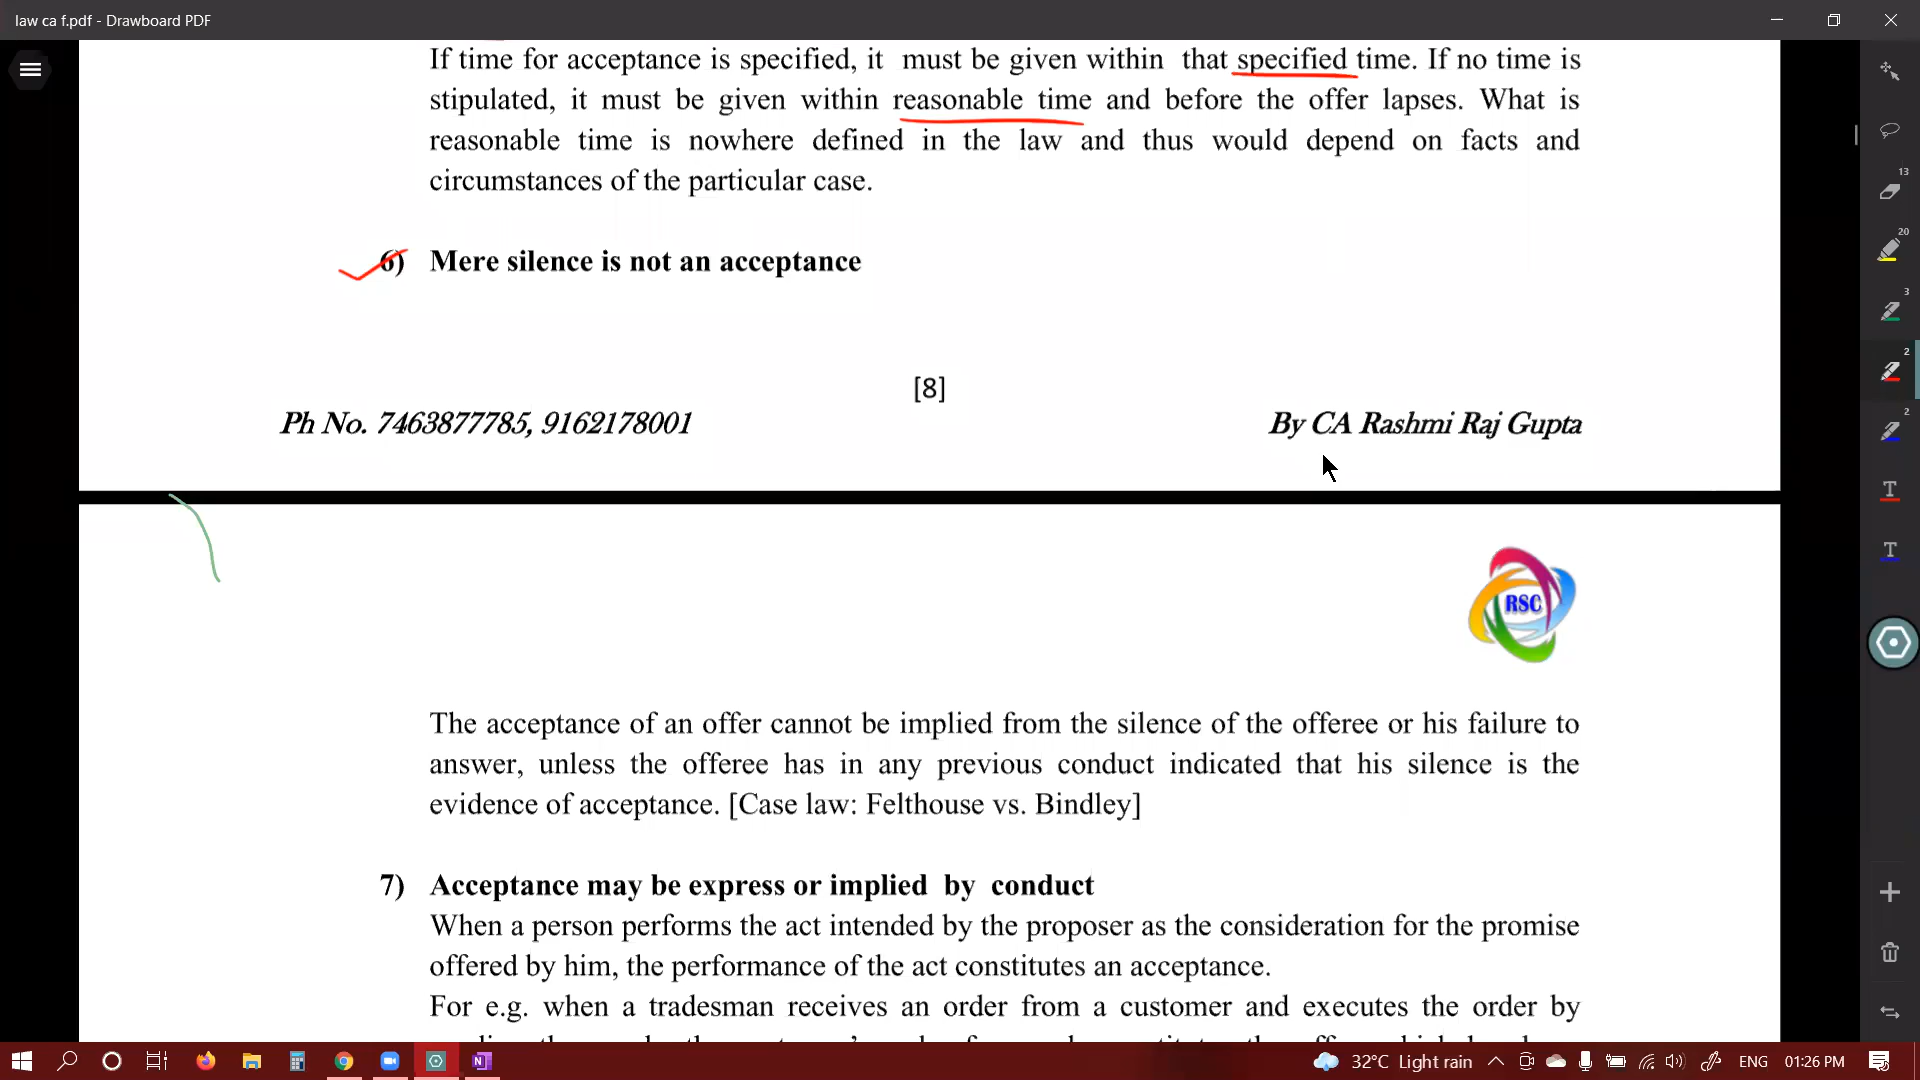 law ca f.pdf - Drawboard PDF
If time for acceptance is specified, it must be given within that specified time. If no time is
stipulated, it must be given within reasonable time and before the offer lapses. What is
reasonable time is nowhere defined in the law and thus would depend on facts and
circumstances of the particular case.
6) Mere silence is not an acceptance
[8]
Ph No. 7463877785, 9162178001 By CA Rashmi Raj Gupta
RSC
The acceptance of an offer cannot be implied from the silence of the offeree or his failure to
answer, unless the offeree has in any previous conduct indicated that his silence is the
evidence of acceptance. [Case law: Felthouse vs. Bindley]
7) Acceptance may be express or implied by conduct
When a person performs the act intended by the proposer as the consideration for the promise
offered by him, the performance of the act constitutes an acceptance.
For e.g. when a tradesman receives an order from a customer and executes the order by
13
20
3
2
2
T
T
32°C Light rain ENG 01:26 PM